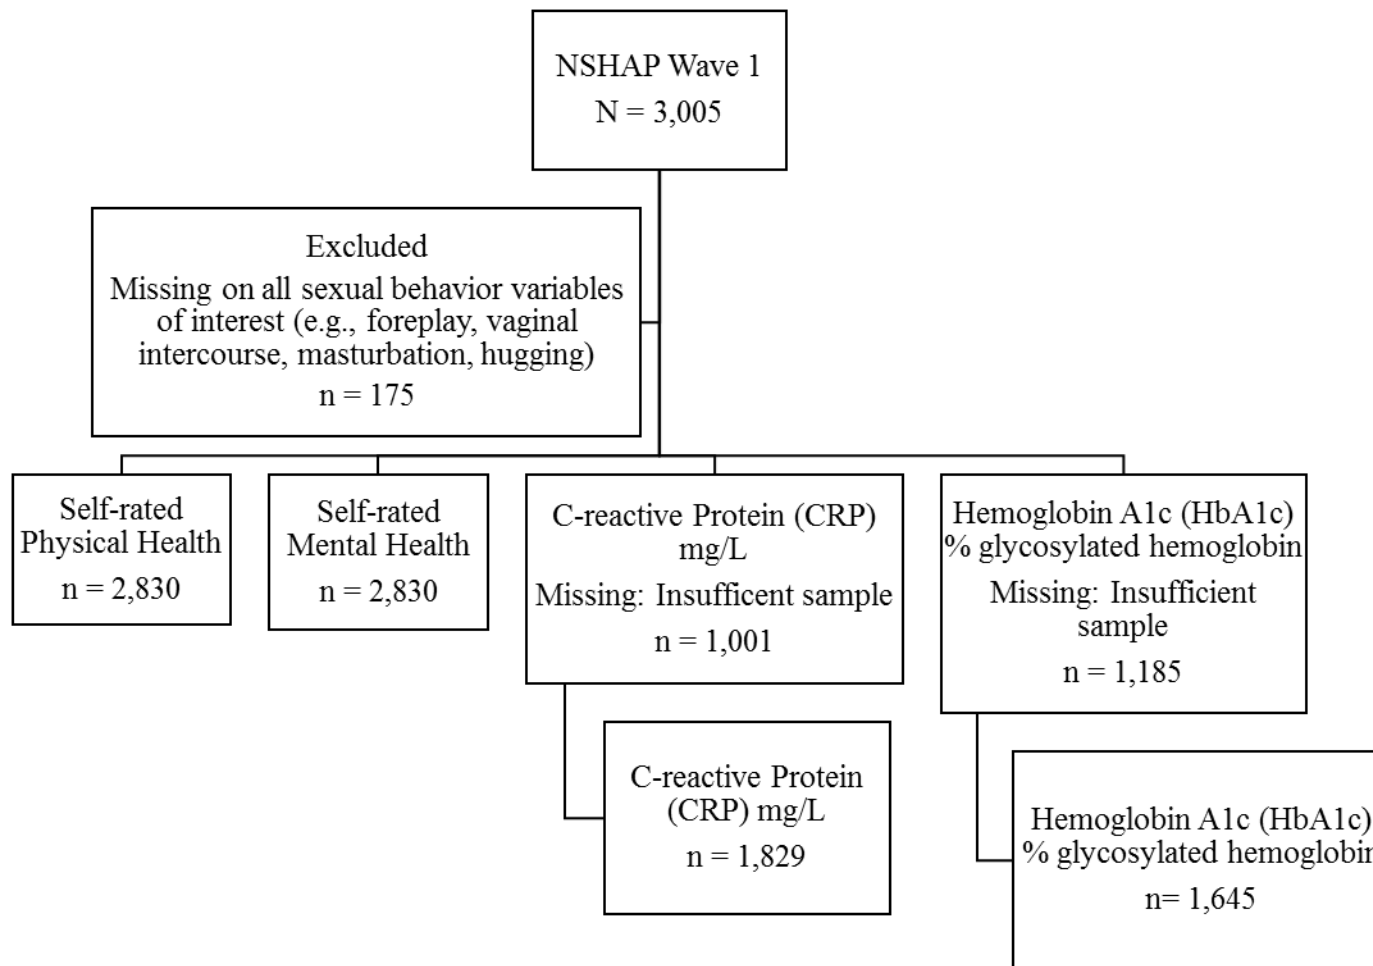 NSHAP Wave 1
N = 3,005
Excluded
Missing on all sexual behavior variables
of interest (e.g., foreplay, vaginal
intercourse, masturbation, hugging)
n = 175
Self-rated
Physical Health
n = 2,830
Self-rated
Mental Health
n = 2,830
C-reactive Protein (CRP)
mg/L
Missing: Insufficent sample
n = 1,001
Hemoglobin A1c (HbA1c)
% glycosylated hemoglobin
Missing: Insufficient
sample
n = 1,185
C-reactive Protein
(CRP) mg/L
n = 1,829
Hemoglobin A1c (HbA1c)
% glycosylated hemoglobin
n= 1,645